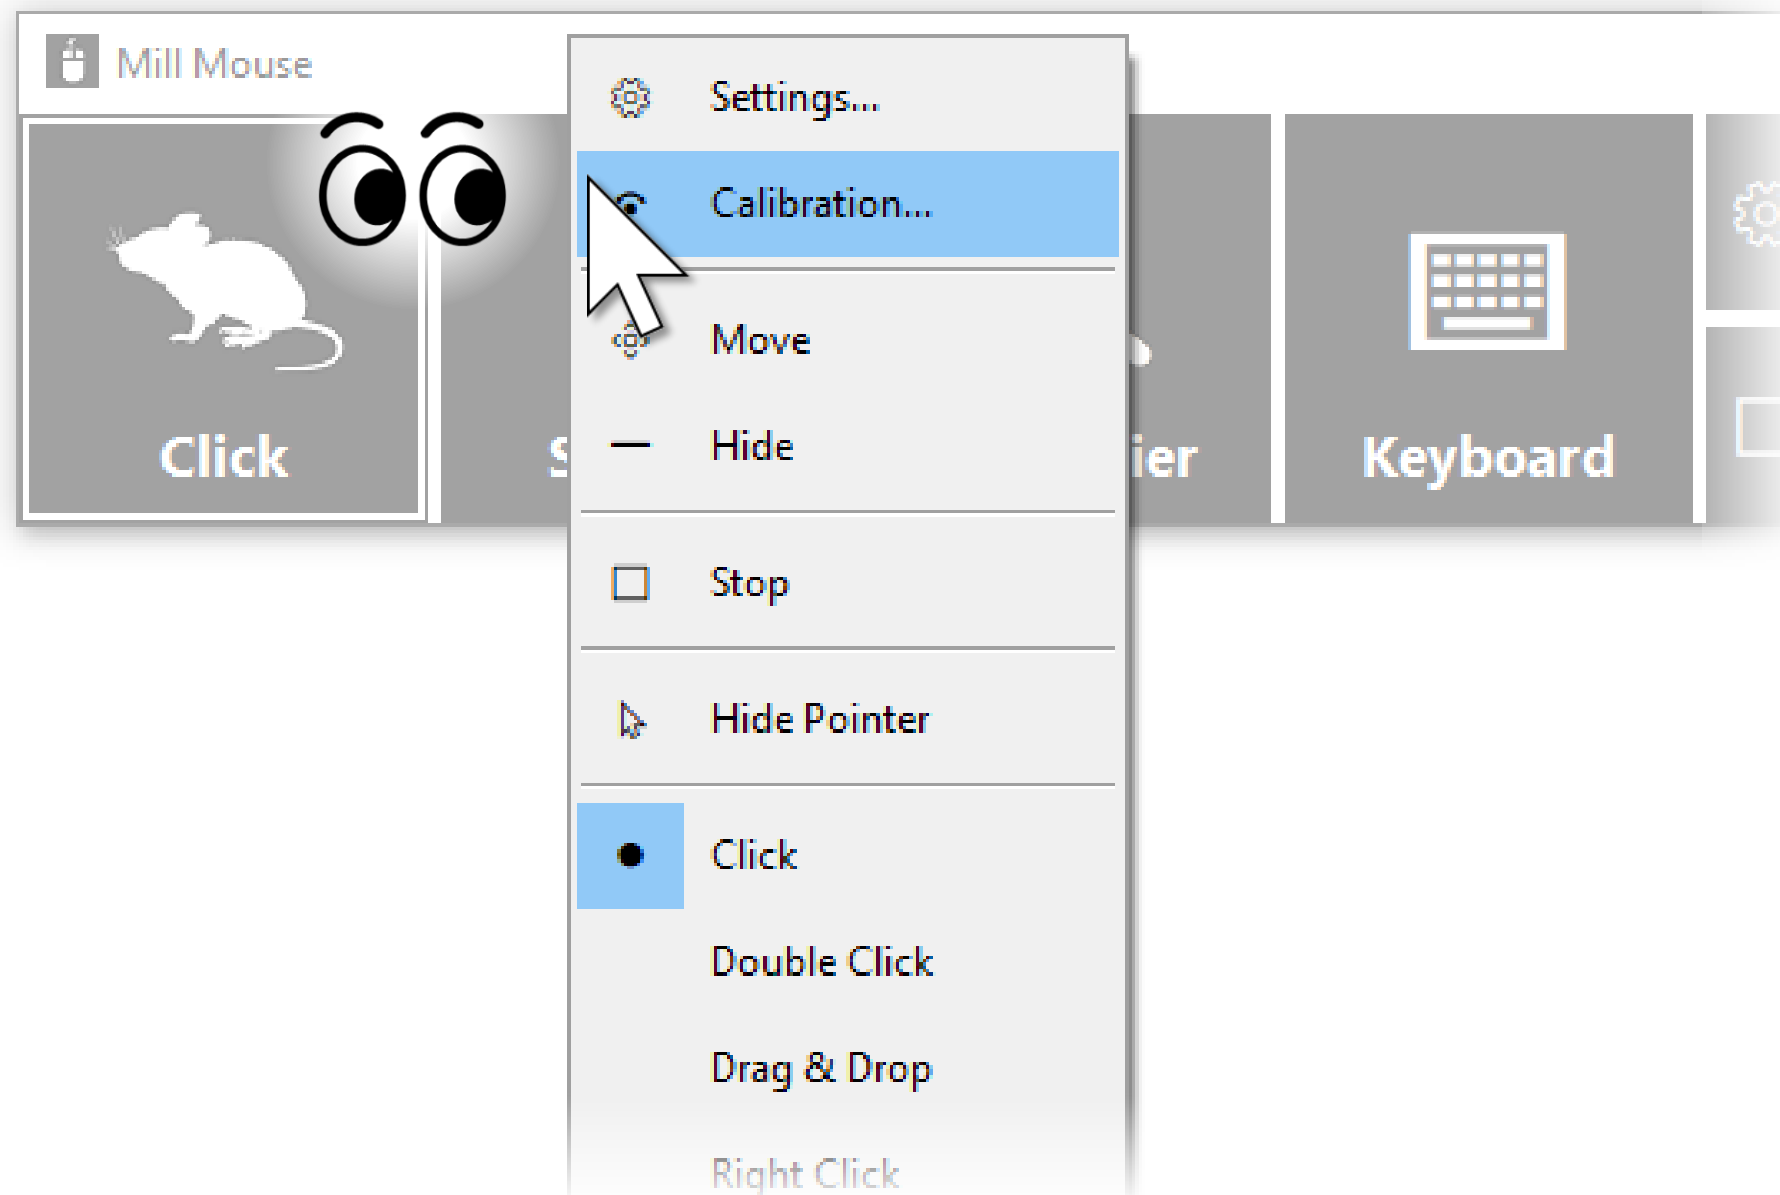 Mill Mouse
Settings...
Calibration...
Move
Hide
Stop
Hide Pointer
Click
Double Click
Drag & Drop
Right Click
Click
Keyboard